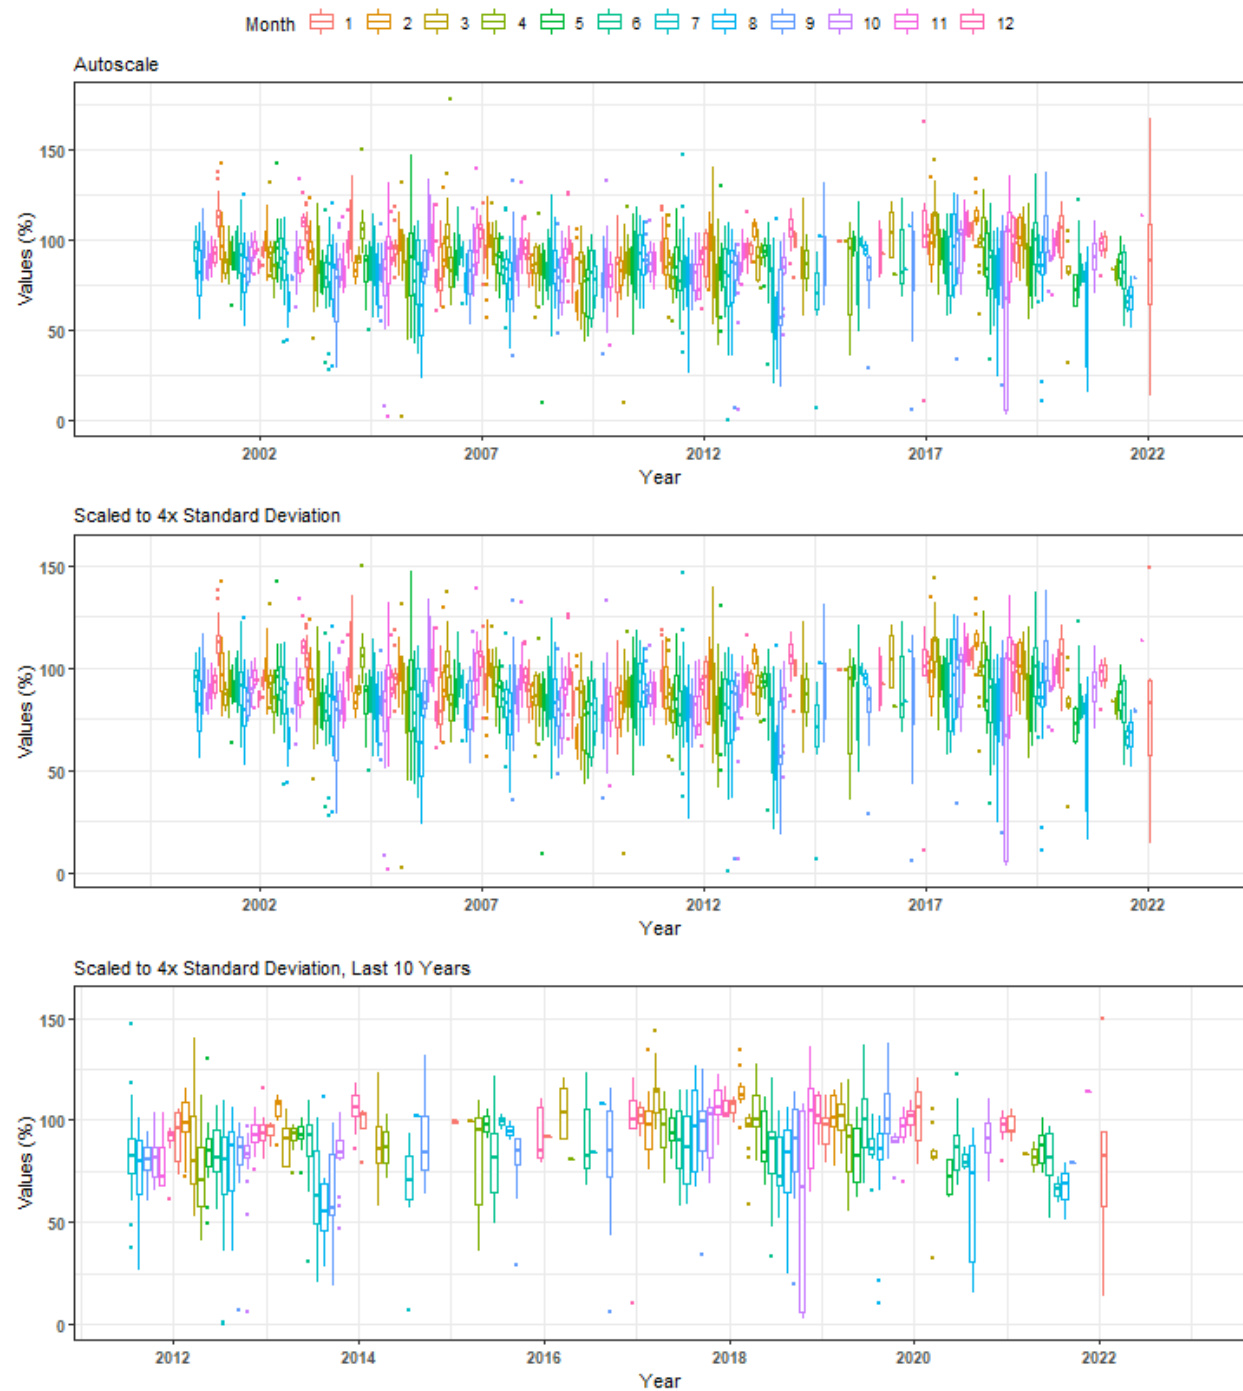 Month 1 2 3 4 5 6 7 8 9 10 11 12
Autoscale
150
100
50
0
Values (%)
2002 2007 2012 2017 2022
Year
Scaled to 4x Standard Deviation
150
100
50
0
Values (%)
2002 2007 2012 2017 2022
Year
Scaled to 4x Standard Deviation, Last 10 Years
150
100
50
0
Values (%)
2012 2014 2016 2018 2020 2022
Year